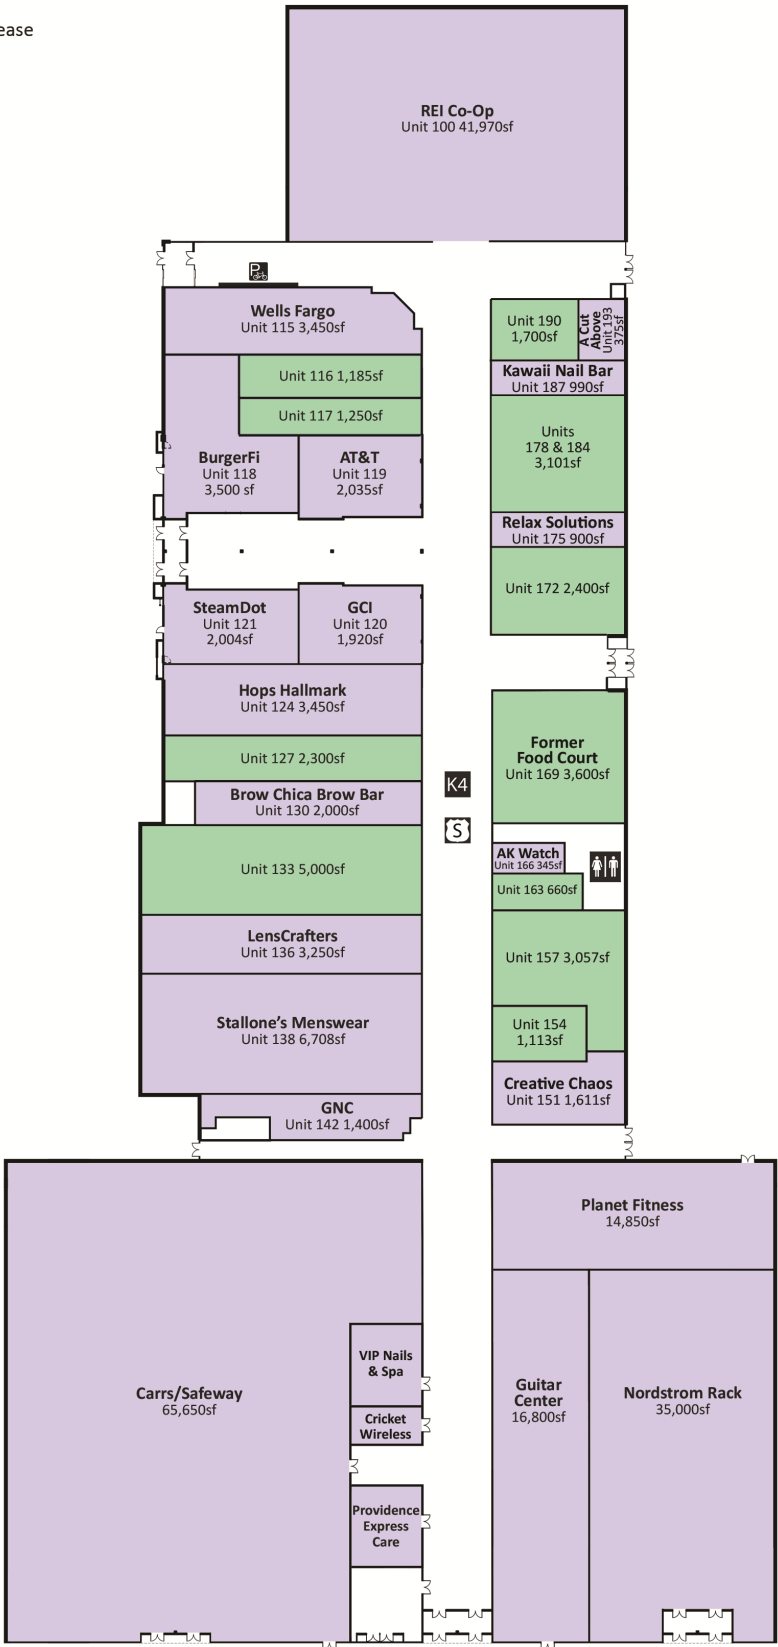 ease
REI Co-Op
Unit 100 41,970sf
P
Wells Fargo
Unit 115 3,450sf
Unit 190
1,700sf
A Cut
Above
Unit 193
375sf
Unit 116 1,185sf
Kawaii Nail Bar
Unit 187 990sf
Unit 117 1,250sf
Units
178 & 184
3,101sf
BurgerFi
Unit 118
3,500 sf
AT&T
Unit 119
2,035sf
Relax Solutions
Unit 175 900sf
Unit 172 2,400sf
SteamDot
Unit 121
2,004sf
GCI
Unit 120
1,920sf
Hops Hallmark
Unit 124 3,450sf
Former
Food Court
Unit 169 3,600sf
Unit 127 2,300sf
K4
Brow Chica Brow Bar
Unit 130 2,000sf
S
AK Watch
Unit 166 345sf
Unit 133 5,000sf
Unit 163 660sf
LensCrafters
Unit 136 3,250sf
Unit 157 3,057sf
Stallone's Menswear
Unit 138 6,708sf
Unit 154
1,113sf
Creative Chaos
Unit 151 1,611sf
GNC
Unit 142 1,400sf
Planet Fitness
14,850sf
VIP Nails
& Spa
Carrs/Safeway
65,650sf
Guitar
Center
16,800sf
Nordstrom Rack
35,000sf
Cricket
Wireless
Providence
Express
Care